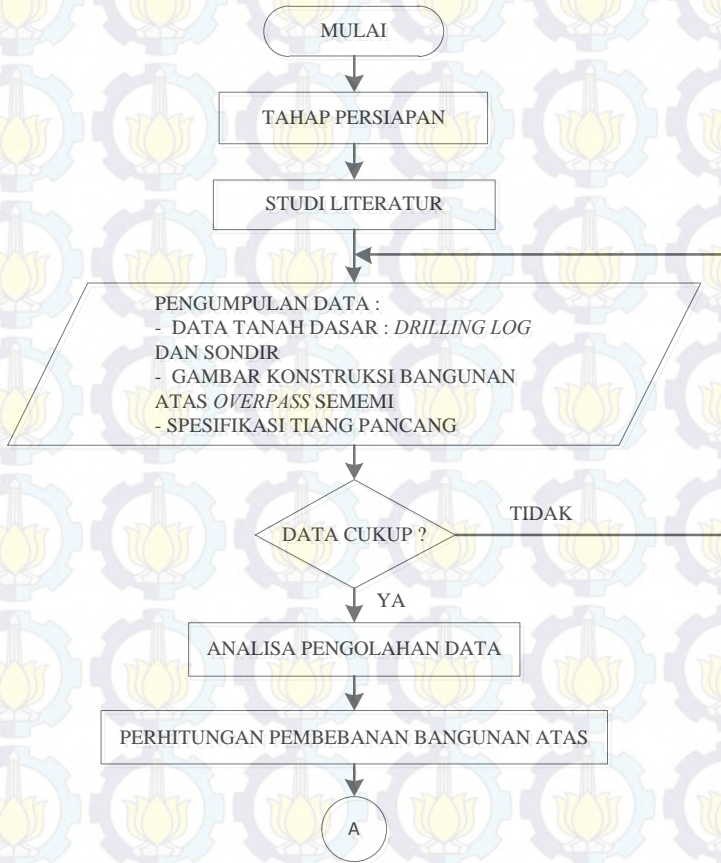 MULAI
TAHAP PERSIAPAN
STUDI LITERATUR
PENGUMPULAN DATA :
- DATA TANAH DASAR : DRILLING LOG
DAN SONDIR
- GAMBAR KONSTRUKSI BANGUNAN
ATAS OVERPASS SEMEMI
- SPESIFIKASI TIANG PANCANG
DATA CUKUP ?
TIDAK
YA
ANALISA PENGOLAHAN DATA
PERHITUNGAN PEMBEBANAN BANGUNAN ATAS
A